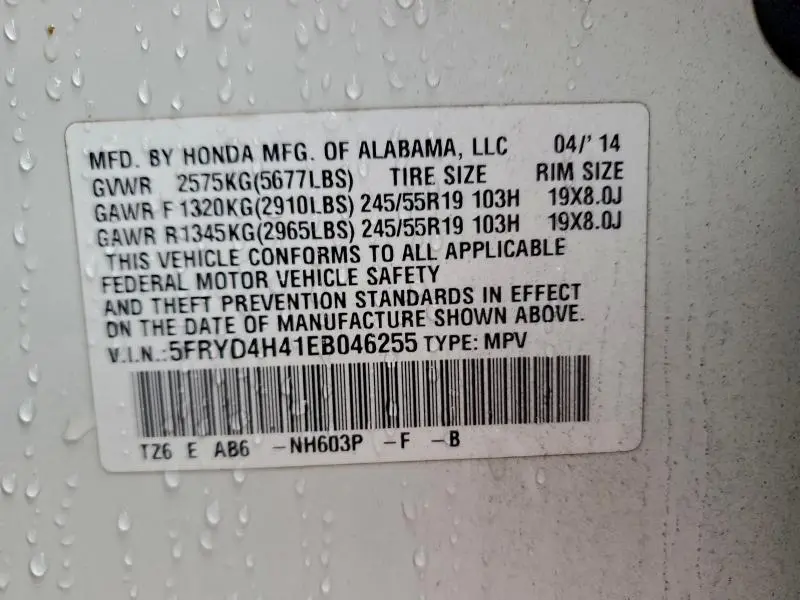 MFD. BY HONDA MFG. OF ALABAMA, LLC 04/' 14
GVWR 2575KG(5677LBS) TIRE SIZE RIM SIZE
GAWR F 1320KG(2910LBS) 245/55R19 103H 19X8.0J
GAWR R1345KG(2965LBS) 245/55R19 103H 19X8.0J
THIS VEHICLE CONFORMS TO ALL APPLICABLE
FEDERAL MOTOR VEHICLE SAFETY
AND THEFT PREVENTION STANDARDS IN EFFECT
ON THE DATE OF MANUFACTURE SHOWN ABOVE.
V.I.N.:5FRYD4H41EB046255 TYPE: MPV
TZ6 E AB6 -NH603P -F -B